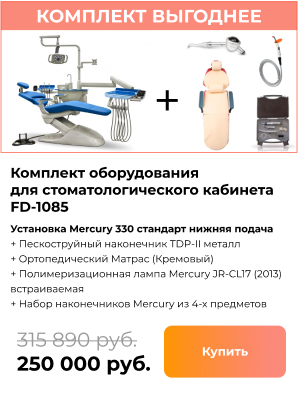 КОМПЛЕКТ ВЫГОДНЕЕ
+
Комплект оборудования
для стоматологического кабинета
FD-1085
Установка Mercury 330 стандарт нижняя подача
+ Пескоструйный наконечник TDP-II металл
+ Ортопедический Матрас (Кремовый)
+ Полимеризационная лампа Mercury JR-CL17 (2013)
встраиваемая
+ Набор наконечников Mercury из 4-х предметов
315 890 руб.
250 000 руб.
Купить